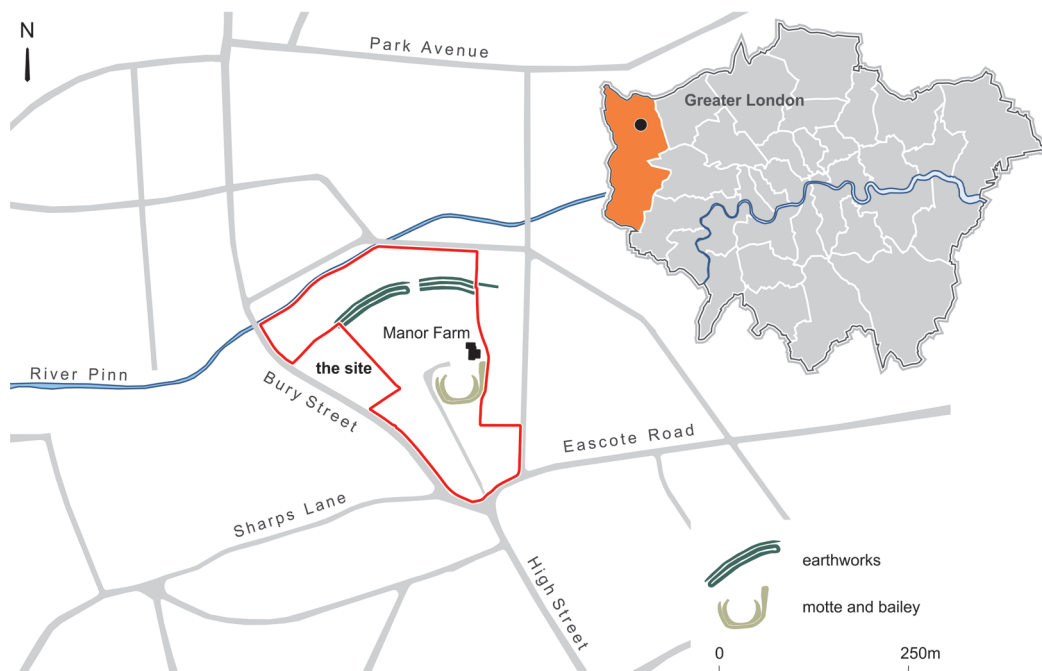 N
Park Avenue
Greater London
Manor Farm
the site
River Pinn
Bury Street
Eascote Road
Sharps Lane
High Street
earthworks
motte and bailey
0 250m